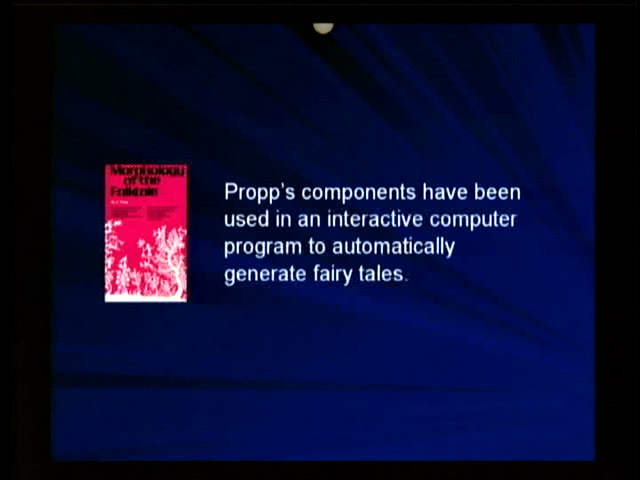 Morphology
of the
Folktale
Propp's components have been
used in an interactive computer
program to automatically
generate fairy tales.